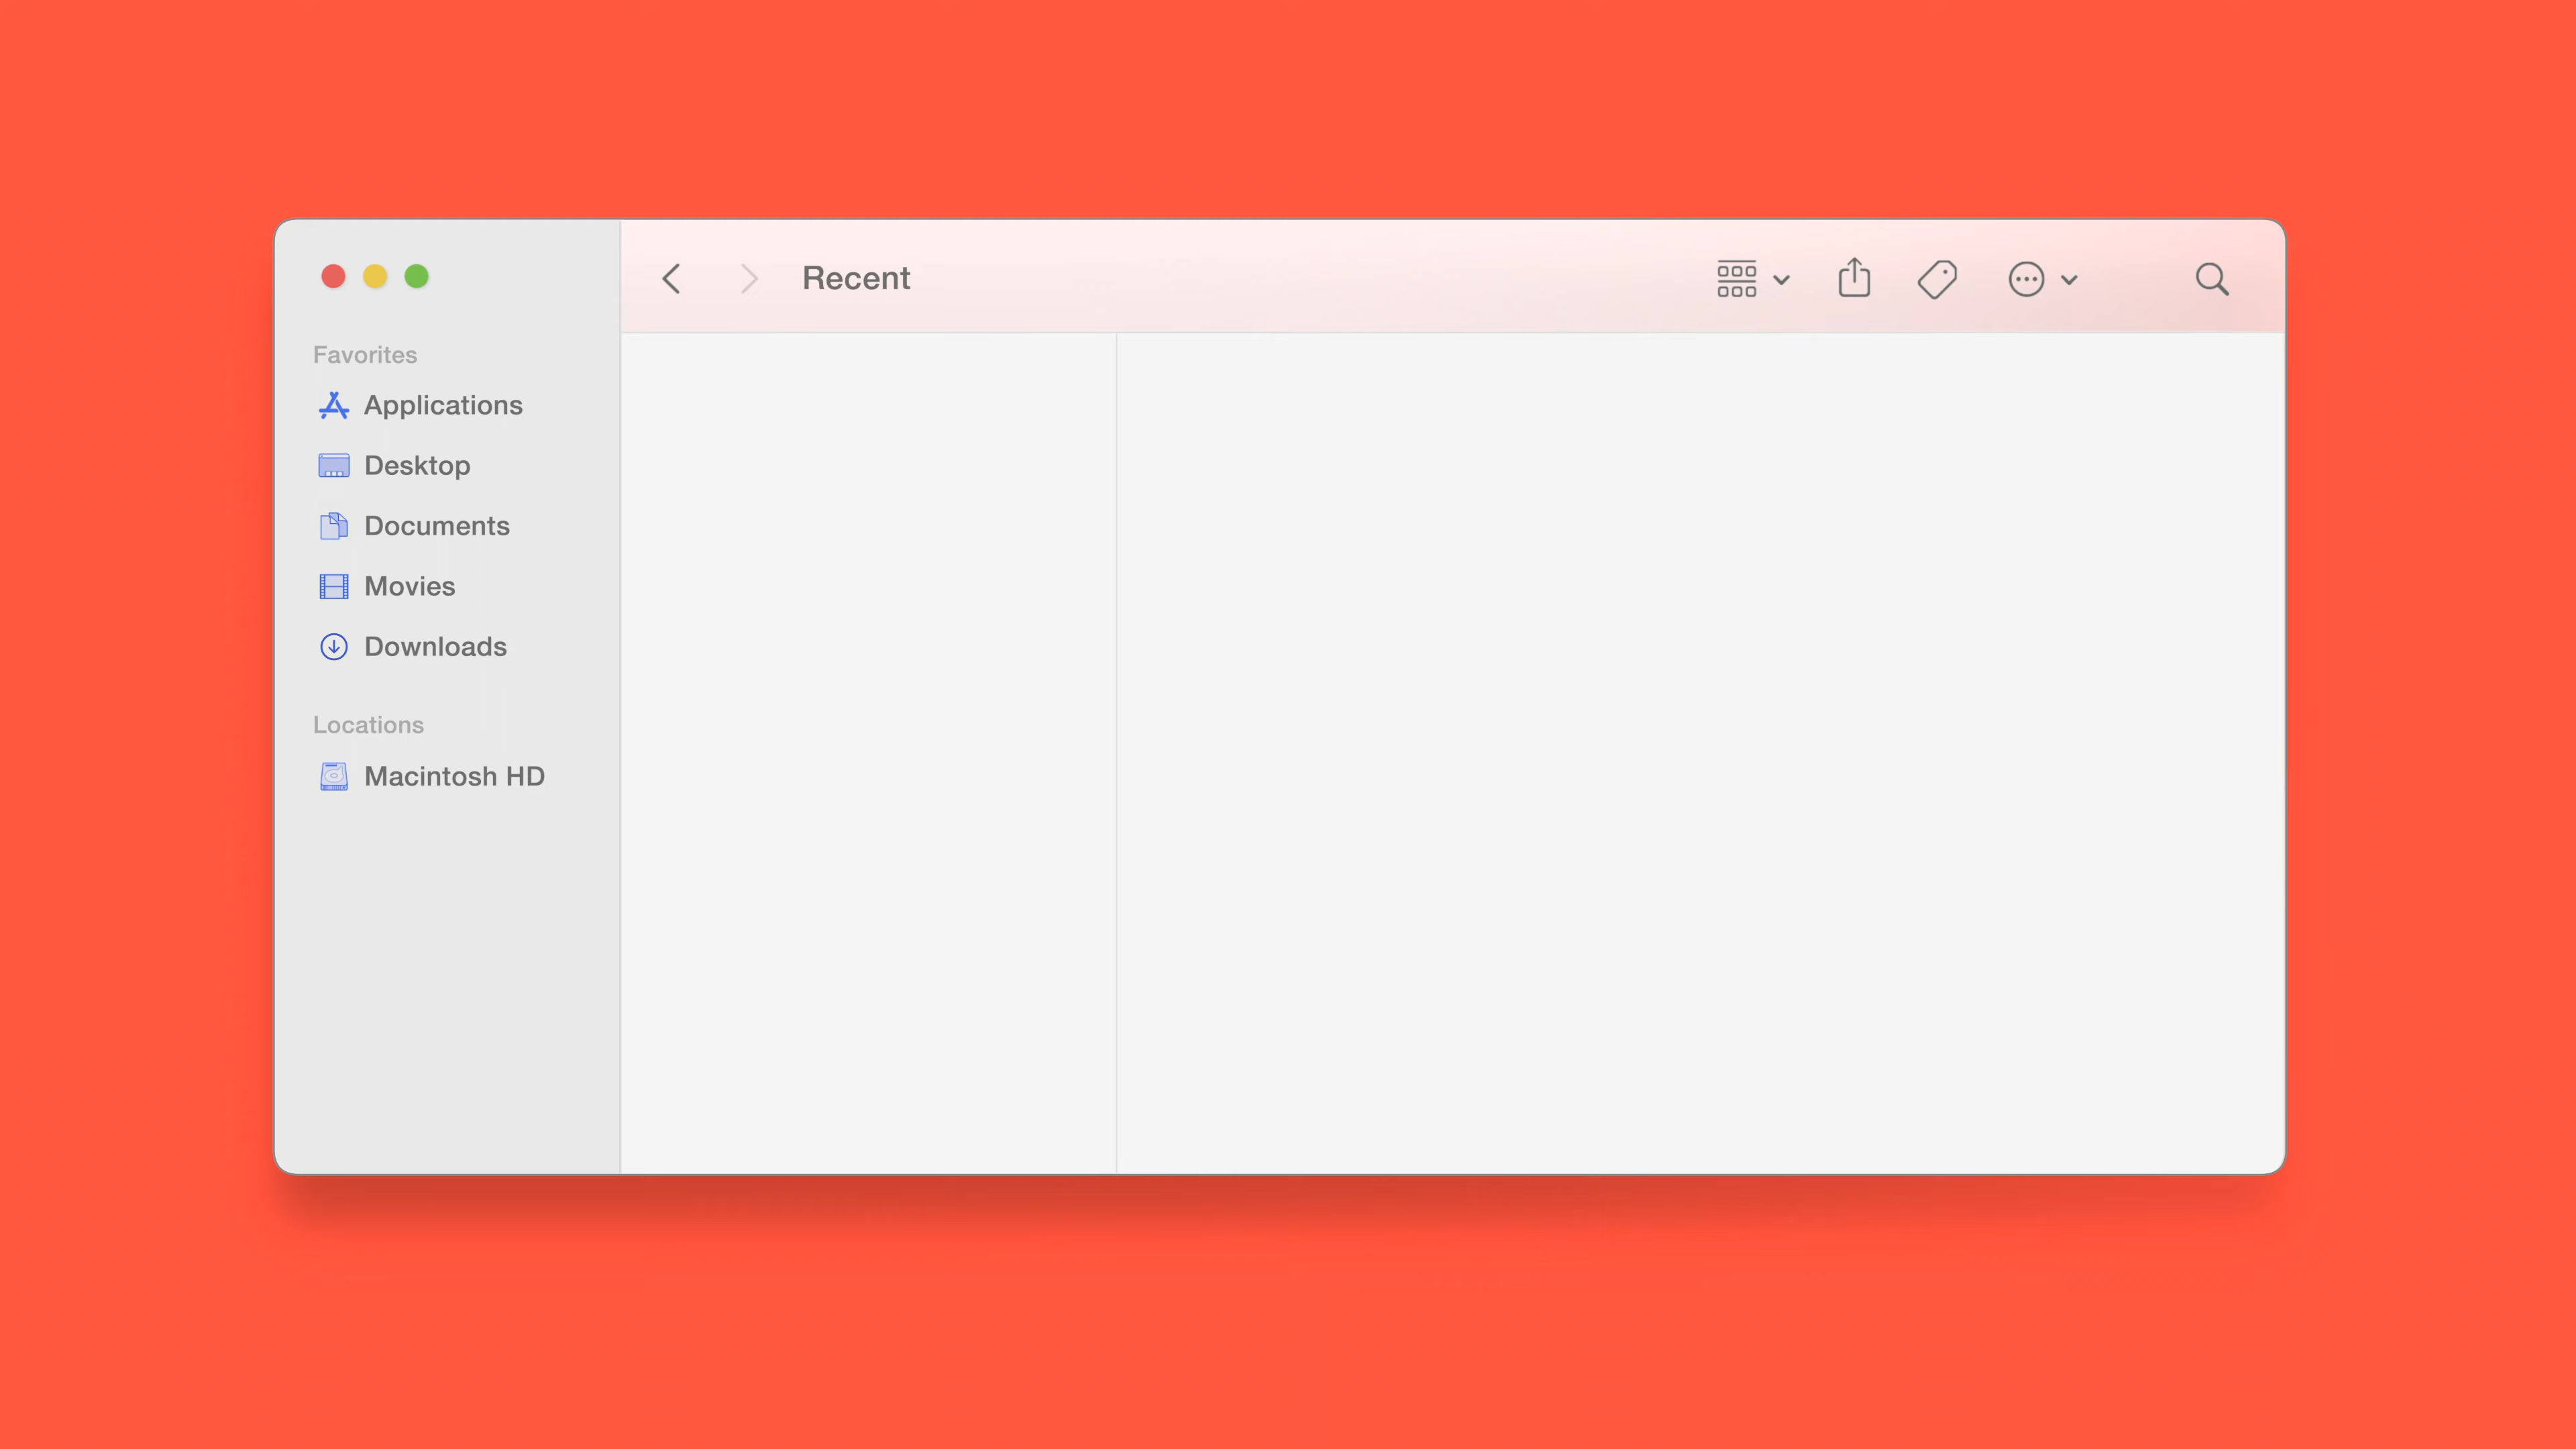 Recent
Favorites
Applications
Desktop
Documents
Movies
Downloads
Locations
Macintosh HD